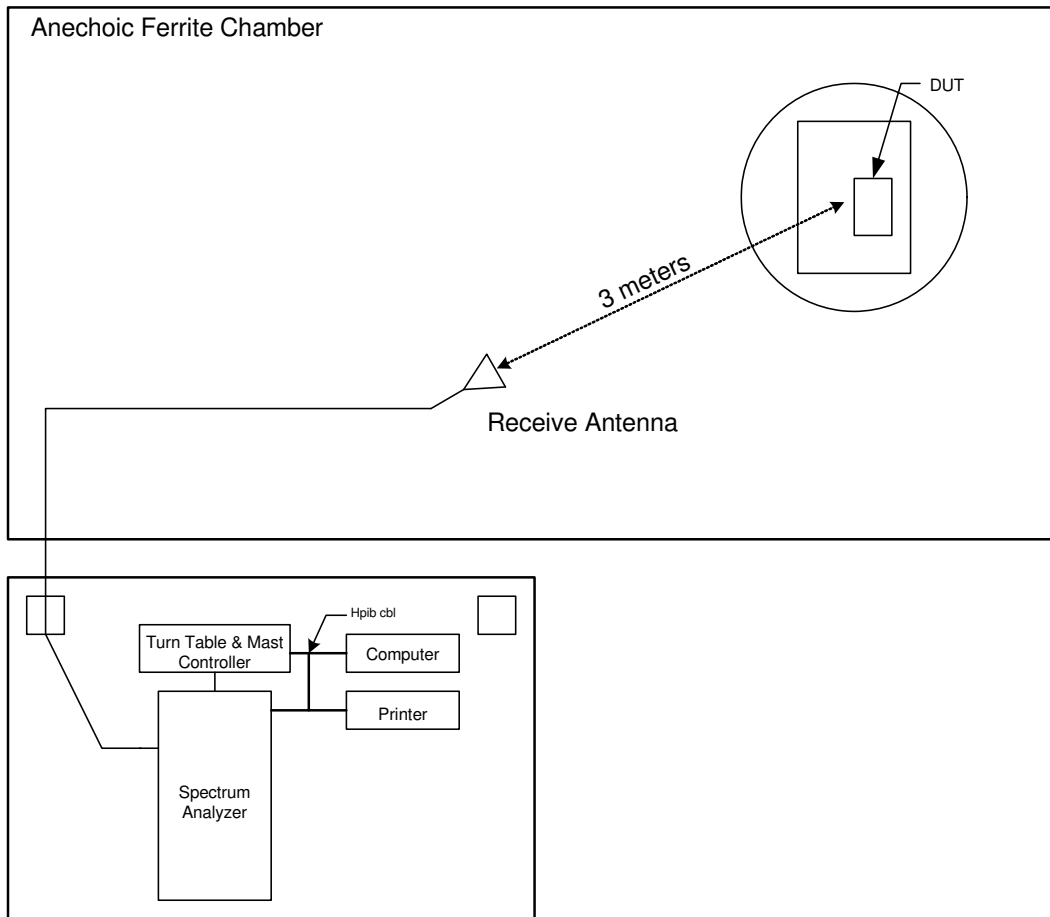 Anechoic Ferrite Chamber
DUT
3 meters
Receive Antenna
Hpib cbl
Turn Table & Mast
Controller
Computer
Printer
Spectrum
Analyzer